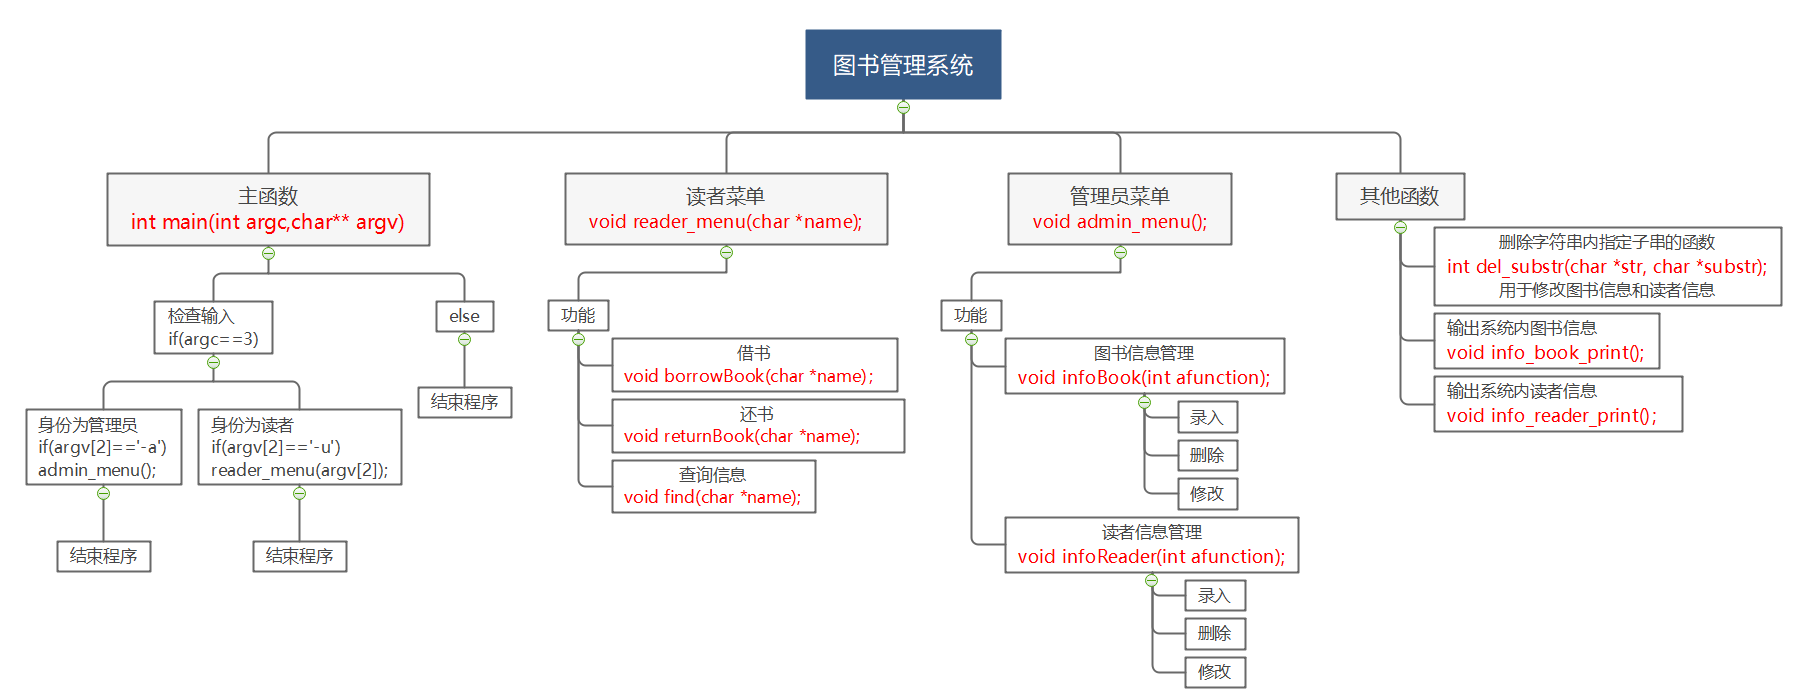 图书管理系统
主函数
int main(int argc,char** argv)
检查输入
if(argc==3)
身份为管理员
if(argv[2]=='-a')
admin_menu();
结束程序
身份为读者
if(argv[2]=='-u')
reader_menu(argv[2]);
结束程序
else
结束程序
读者菜单
void reader_menu(char *name);
功能
借书
void borrowBook(char *name);
还书
void returnBook(char *name);
查询信息
void find(char *name);
管理员菜单
void admin_menu();
功能
图书信息管理
void infoBook(int afunction);
录入
删除
修改
读者信息管理
void infoReader(int afunction);
录入
删除
修改
其他函数
删除字符串内指定子串的函数
int del_substr(char *str, char *substr);
用于修改图书信息和读者信息
输出系统内图书信息
void info_book_print();
输出系统内读者信息
void info_reader_print();